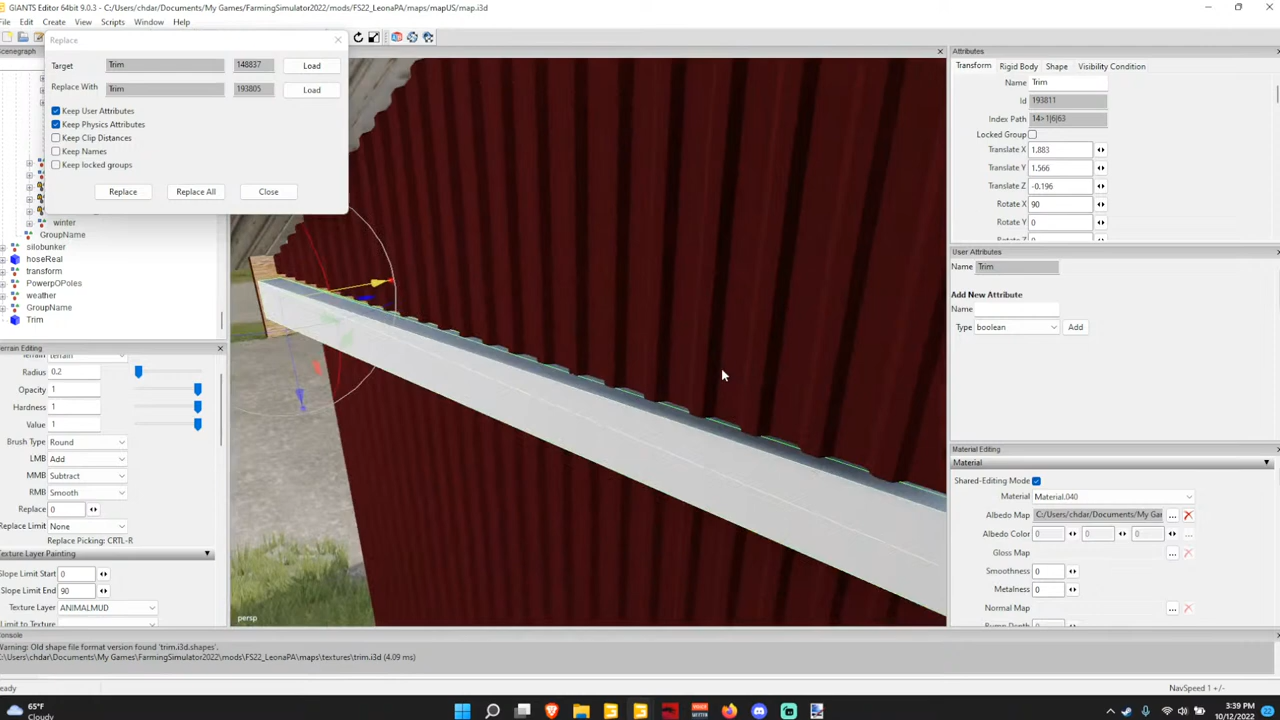 GIANTS Editor 64bit 9.0.3 - C:/Users/chdar/Documents/My Games/FarmingSimulator2022/mods/FS22_LeonaPA/maps/mapUS/map.i3d
File Edit Create View Scripts Window Help
Scenegraph
Replace
Target Trim 148837 Load
Replace With Trim 193805 Load
Keep User Attributes
Keep Physics Attributes
Keep Clip Distances
Keep Names
Keep locked groups
Replace Replace All Close
winter
GroupName
silobunker
hoseReal
transform
PowerpOPoles
weather
GroupName
Trim
Terrain Editing
Terrain terrain
Radius 0.2
Opacity 1
Hardness 1
Value 1
Brush Type Round
LMB Add
MMB Subtract
RMB Smooth
Replace 0
Replace Limit None
Replace Picking: CRTL-R
Texture Layer Painting
Slope Limit Start 0
Slope Limit End 90
Texture Layer ANIMALMUD
Limit to Texture
persp
Attributes
Transform Rigid Body Shape Visibility Condition
Name Trim
Id 193811
Index Path 14>1|6|63
Locked Group
Translate X 1.883
Translate Y 1.566
Translate Z -0.196
Rotate X 90
Rotate Y 0
Rotate Z 0
User Attributes
Name Trim
Add New Attribute
Name
Type boolean Add
Material Editing
Material
Shared-Editing Mode
Material Material.040
Albedo Map C:/Users/chdar/Documents/My Gar
Albedo Color 0 0 0 ...
Gloss Map ...
Smoothness 0
Metalness 0
Normal Map ...
Bump Depth
Console
Warning: Old shape file format version found 'trim.i3d.shapes'.
C:\Users\chdar\Documents\My Games\FarmingSimulator2022\mods\FS22_LeonaPA\maps\textures\trim.i3d (4.09 ms)
Ready
NavSpeed 1 +/-
65°F
Cloudy
3:39 PM
10/12/2022